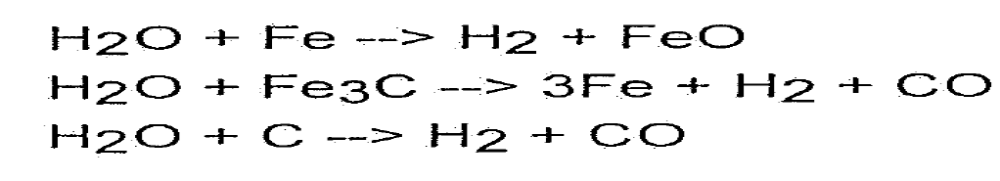 H2O + Fe --> H2 + FeO
H2O + Fe3C --> 3Fe + H2 + CO
H2O + C --> H2 + CO